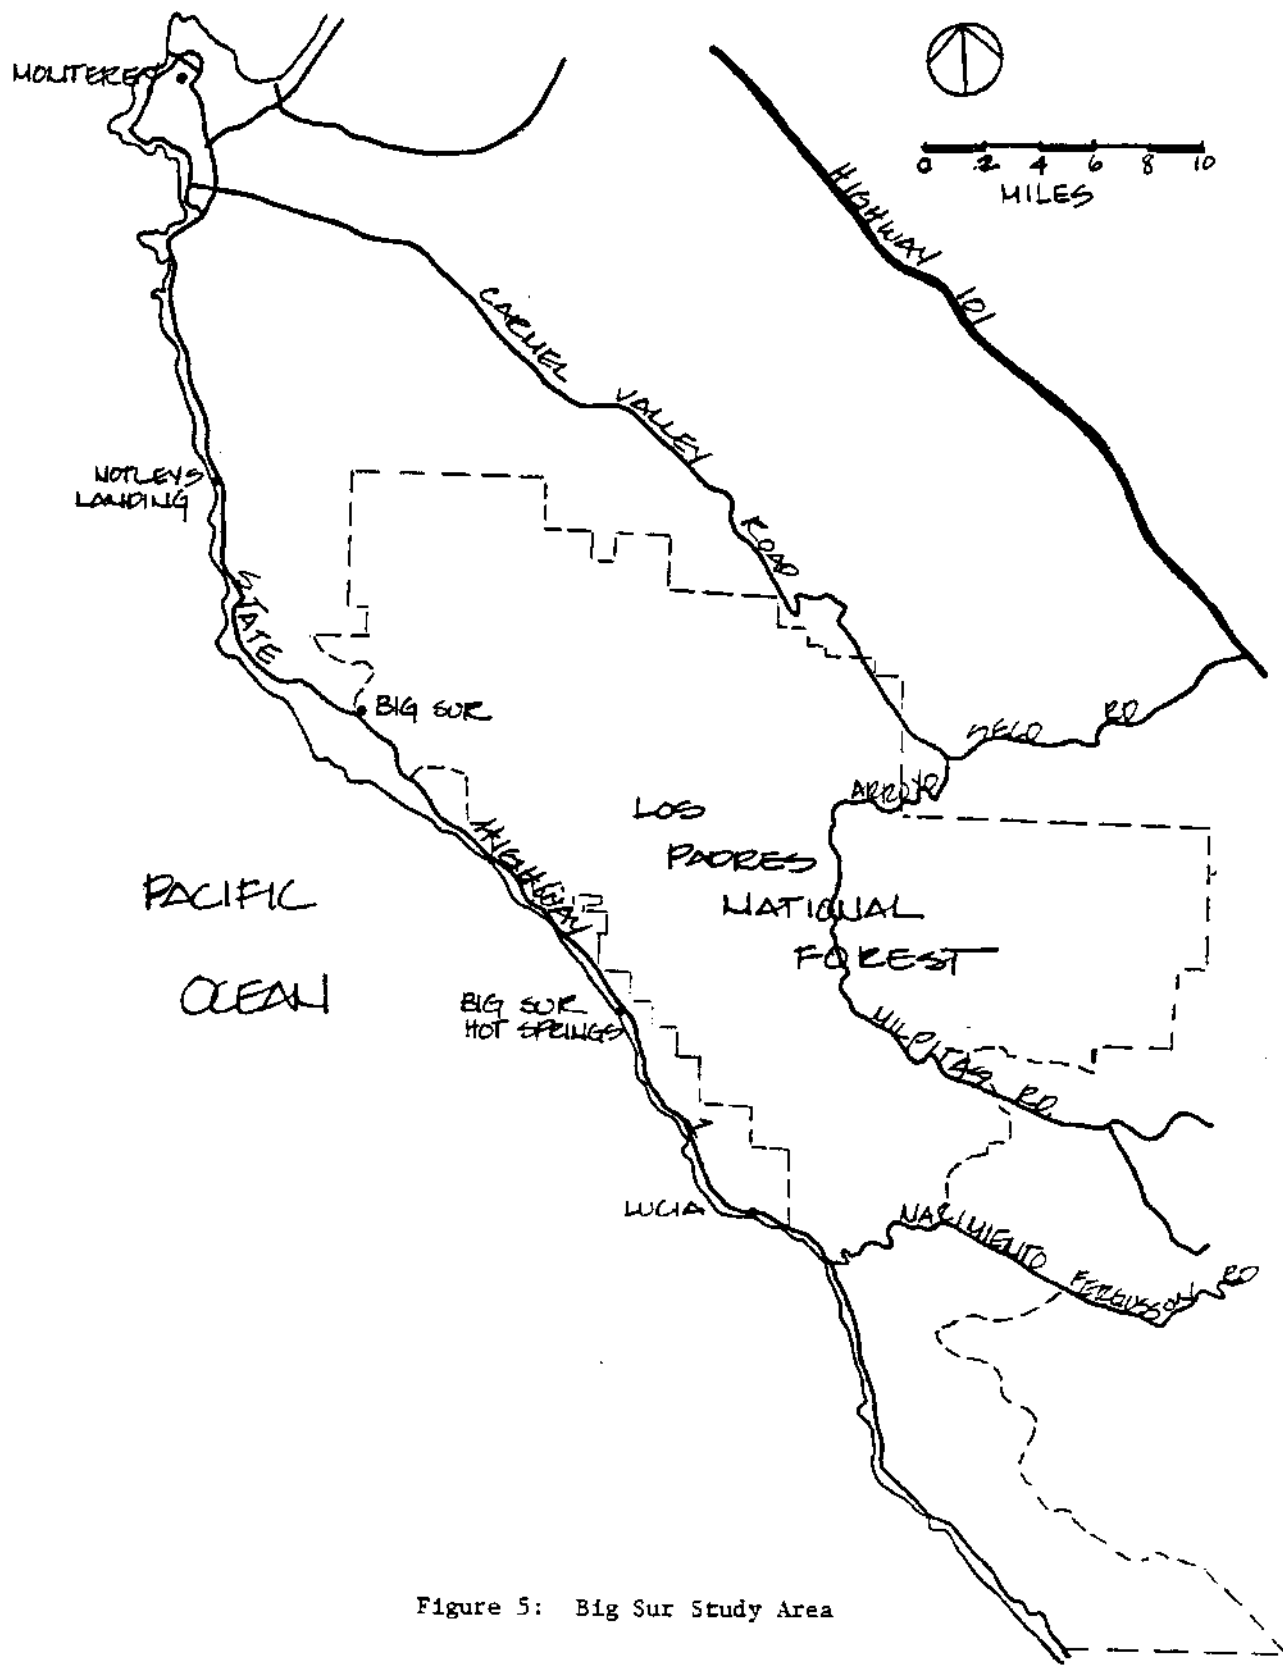 MONTEREY
0 2 4 6 8 10
MILES
HIGHWAY 101
CARMEL VALLEY ROAD
NOTLEYS
LANDING
STATE HIGHWAY 1
BIG SUR
ARROYO SECO RD
LOS
PADRES
NATIONAL
FOREST
PACIFIC
OCEAN
BIG SUR
HOT SPRINGS
MILPITAS RD.
LUCIA
NACIMIENTO FERGUSSON RD
Figure 5: Big Sur Study Area